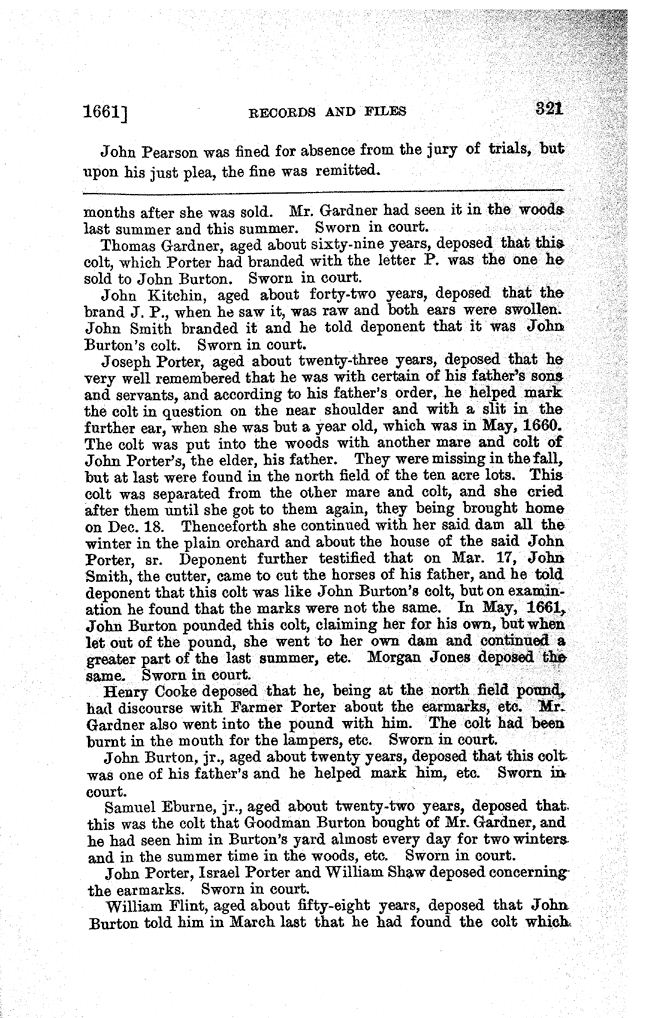 1661] RECORDS AND FILES 321
John Pearson was fined for absence from the jury of trials, but
upon his just plea, the fine was remitted.
months after she was sold. Mr. Gardner had seen it in the woods
last summer and this summer. Sworn in court.
Thomas Gardner, aged about sixty-nine years, deposed that this
colt, which Porter had branded with the letter P. was the one he
sold to John Burton. Sworn in court.
John Kitchin, aged about forty-two years, deposed that the
brand J. P., when he saw it, was raw and both ears were swollen.
John Smith branded it and he told deponent that it was John
Burton's colt. Sworn in court.
Joseph Porter, aged about twenty-three years, deposed that he
very well remembered that he was with certain of his father's sons
and servants, and according to his father's order, he helped mark
the colt in question on the near shoulder and with a slit in the
further ear, when she was but a year old, which was in May, 1660.
The colt was put into the woods with another mare and colt of
John Porter's, the elder, his father. They were missing in the fall,
but at last were found in the north field of the ten acre lots. This
colt was separated from the other mare and colt, and she cried
after them until she got to them again, they being brought home
on Dec. 18. Thenceforth she continued with her said dam all the
winter in the plain orchard and about the house of the said John
Porter, sr. Deponent further testified that on Mar. 17, John
Smith, the cutter, came to cut the horses of his father, and he told
deponent that this colt was like John Burton's colt, but on examin-
ation he found that the marks were not the same. In May, 1661,
John Burton pounded this colt, claiming her for his own, but when
let out of the pound, she went to her own dam and continued a
greater part of the last summer, etc. Morgan Jones deposed the
same. Sworn in court.
Henry Cooke deposed that he, being at the north field pound,
had discourse with Farmer Porter about the earmarks, etc. Mr.
Gardner also went into the pound with him. The colt had been
burnt in the mouth for the lampers, etc. Sworn in court.
John Burton, jr., aged about twenty years, deposed that this colt
was one of his father's and he helped mark him, etc. Sworn in
court.
Samuel Eburne, jr., aged about twenty-two years, deposed that
this was the colt that Goodman Burton bought of Mr. Gardner, and
he had seen him in Burton's yard almost every day for two winters
and in the summer time in the woods, etc. Sworn in court.
John Porter, Israel Porter and William Shaw deposed concerning
the earmarks. Sworn in court.
William Flint, aged about fifty-eight years, deposed that John
Burton told him in March last that he had found the colt which